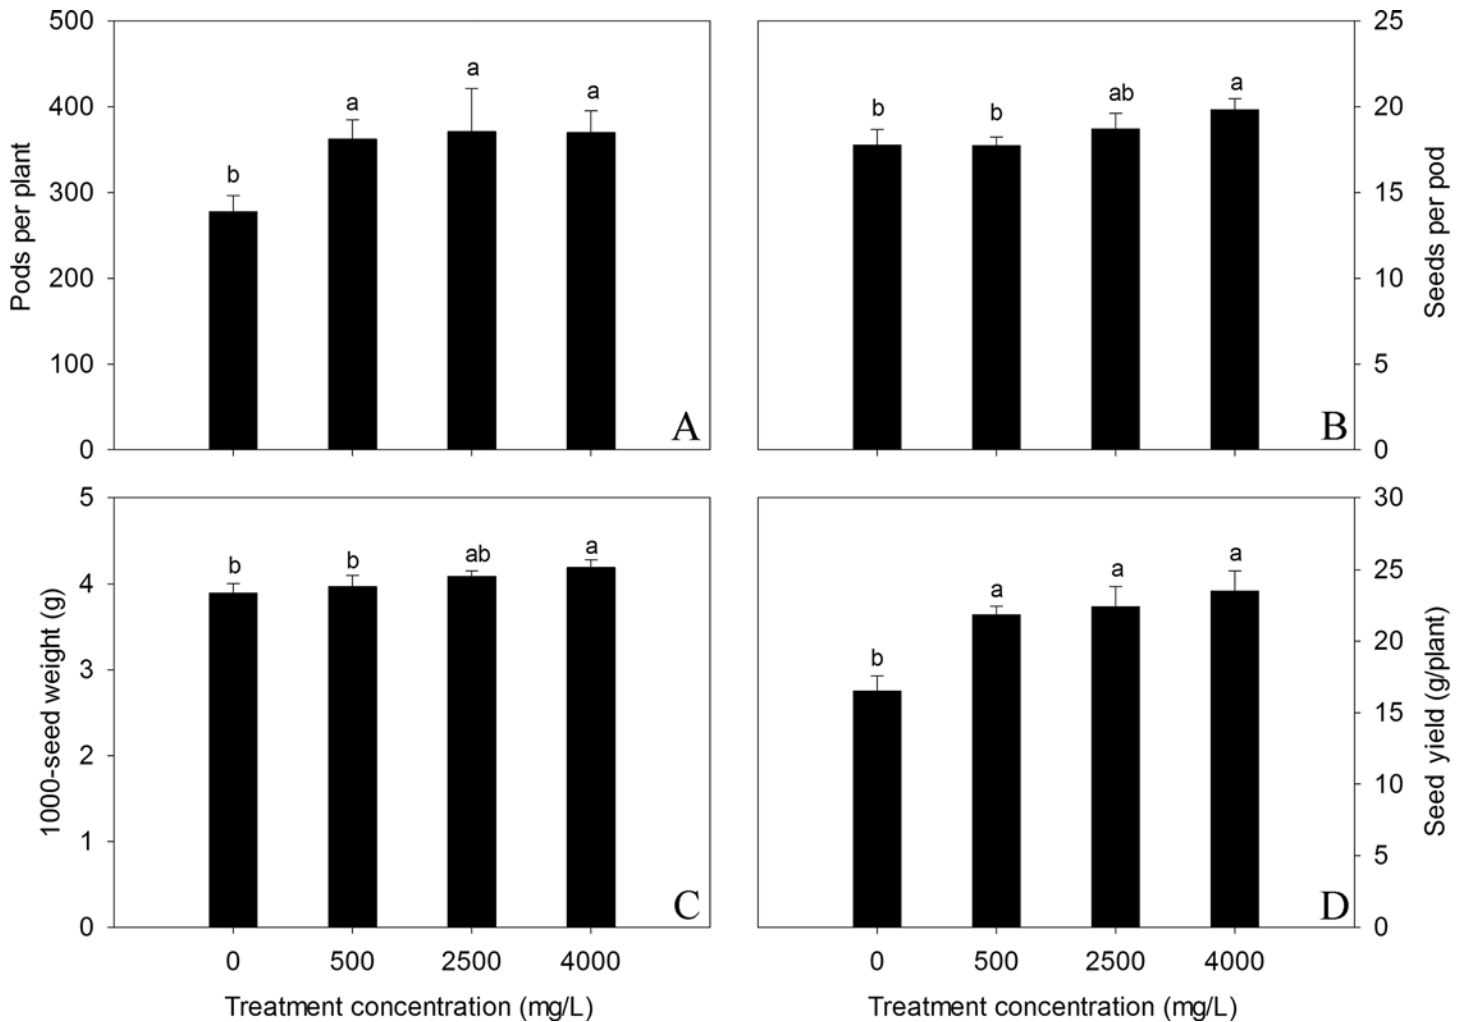 500
400
300
200
100
0
Pods per plant
b
a
a
a
A
25
20
15
10
5
0
Seeds per pod
b
b
ab
a
B
5
4
3
2
1
0
1000-seed weight (g)
b
b
ab
a
C
0
500
2500
4000
Treatment concentration (mg/L)
30
25
20
15
10
5
0
Seed yield (g/plant)
b
a
a
a
D
0
500
2500
4000
Treatment concentration (mg/L)